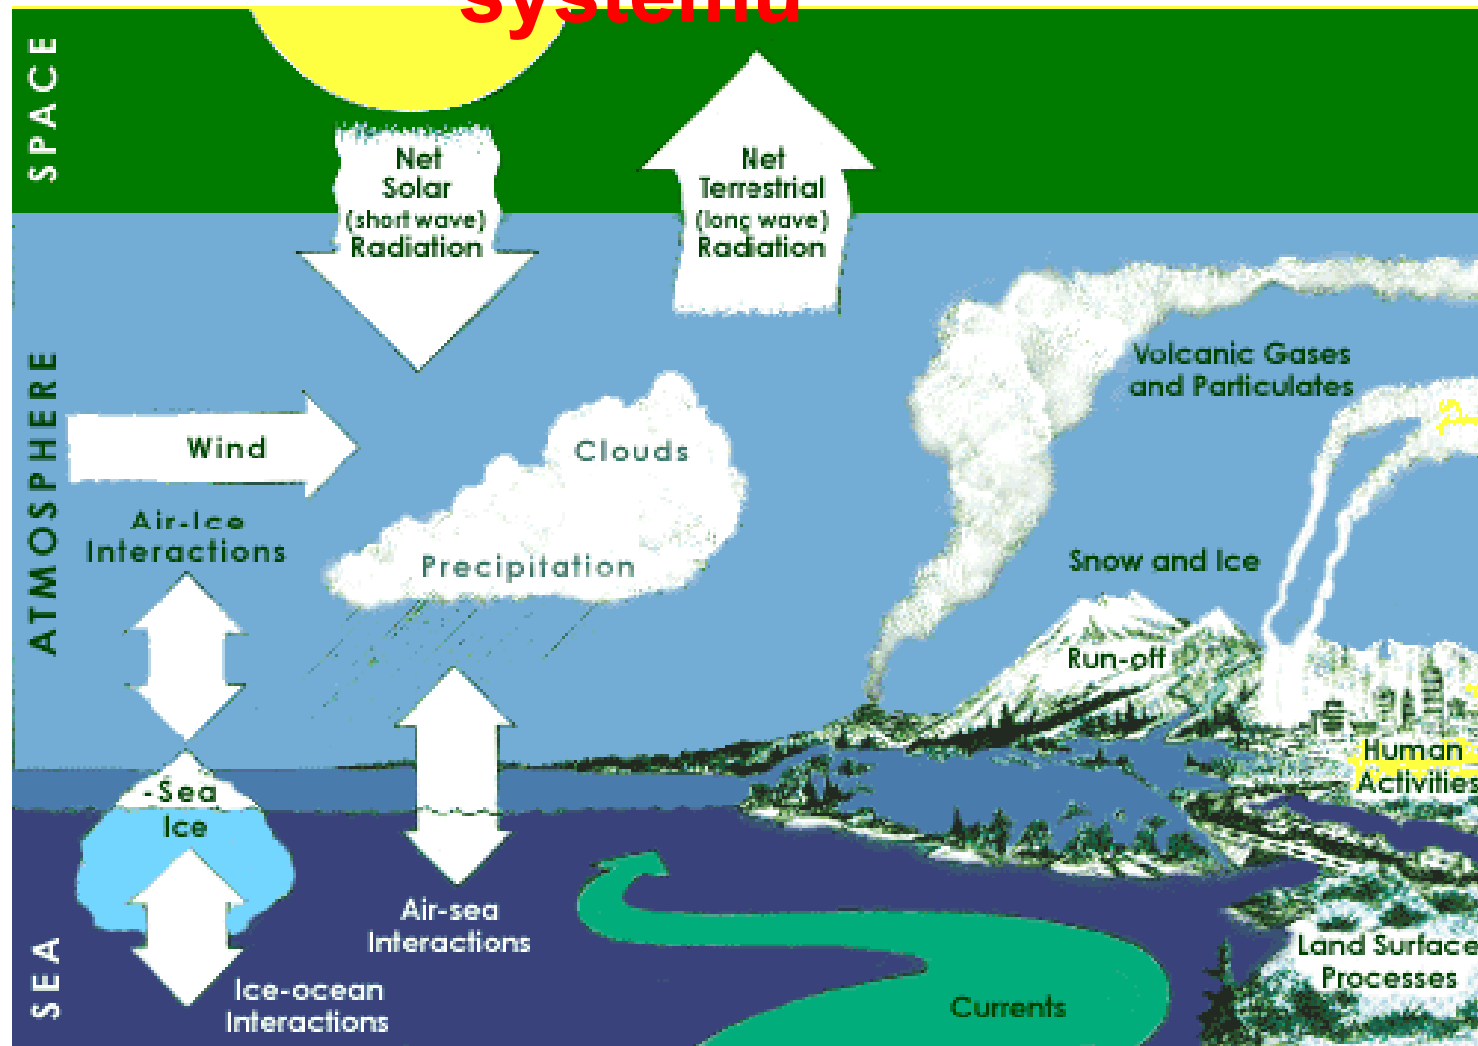 systemu
SPACE
Net
Solar
(short wave)
Radiation
Net
Terrestrial
(long wave)
Radiation
ATMOSPHERE
Volcanic Gases
and Particulates
Wind
Clouds
Air-Ice
Interactions
Precipitation
Snow and Ice
Run-off
Human
Activities
-Sea
Ice
Air-sea
Interactions
SEA
Land Surface
Processes
Ice-ocean
Interactions
Currents